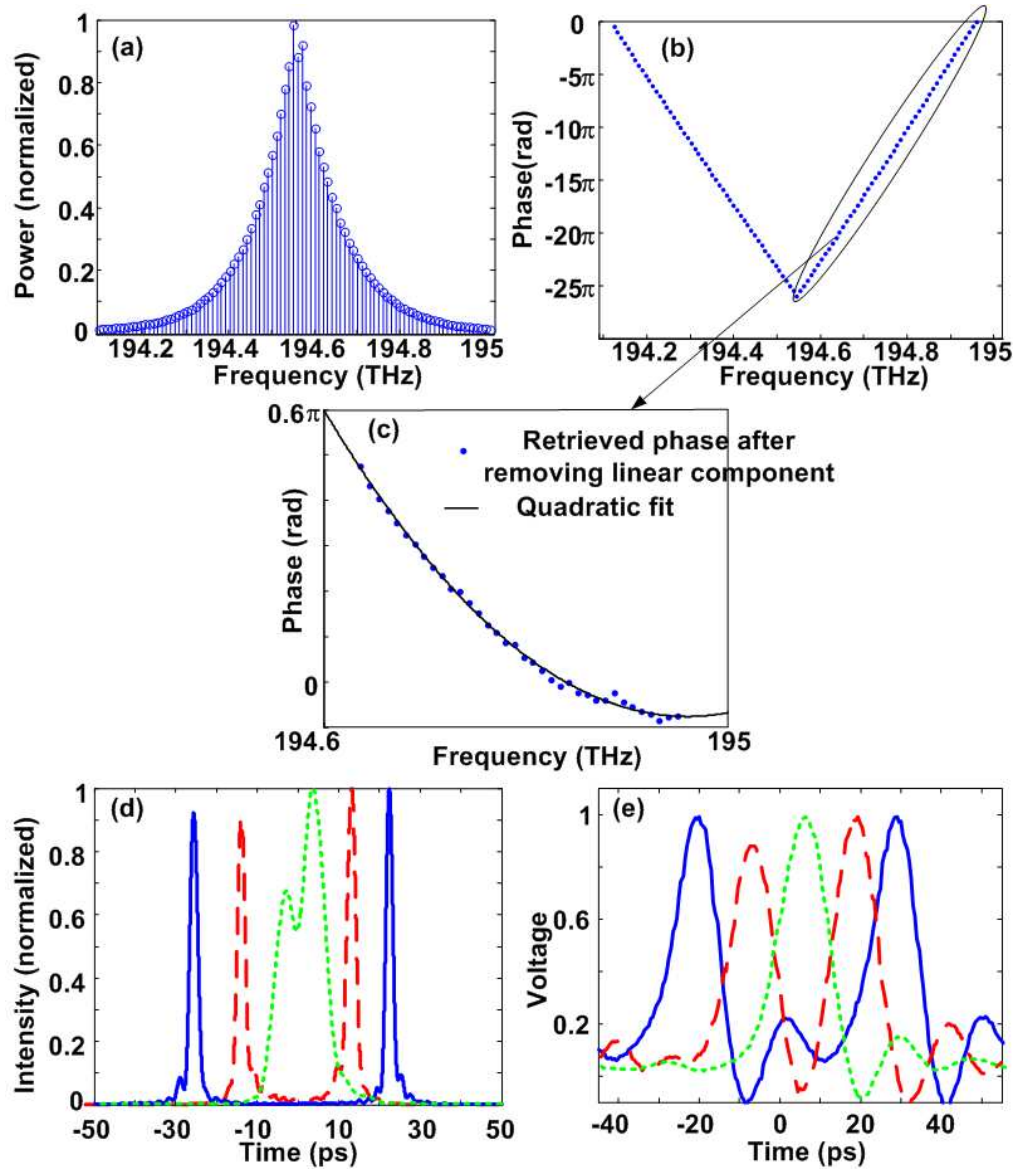 (a)
Power (normalized)
1
0.8
0.6
0.4
0.2
0
194.2 194.4 194.6 194.8 195
Frequency (THz)
(b)
Phase(rad)
0
-5π
-10π
-15π
-20π
-25π
194.2 194.4 194.6 194.8 195
Frequency (THz)
(c)
Phase (rad)
0.6π
0
Retrieved phase after
removing linear component
Quadratic fit
194.6 195
Frequency (THz)
(d)
Intensity (normalized)
1
0.8
0.6
0.4
0.2
0
-50 -30 -10 10 30 50
Time (ps)
(e)
Voltage
1
0.6
0.2
-40 -20 0 20 40
Time (ps)